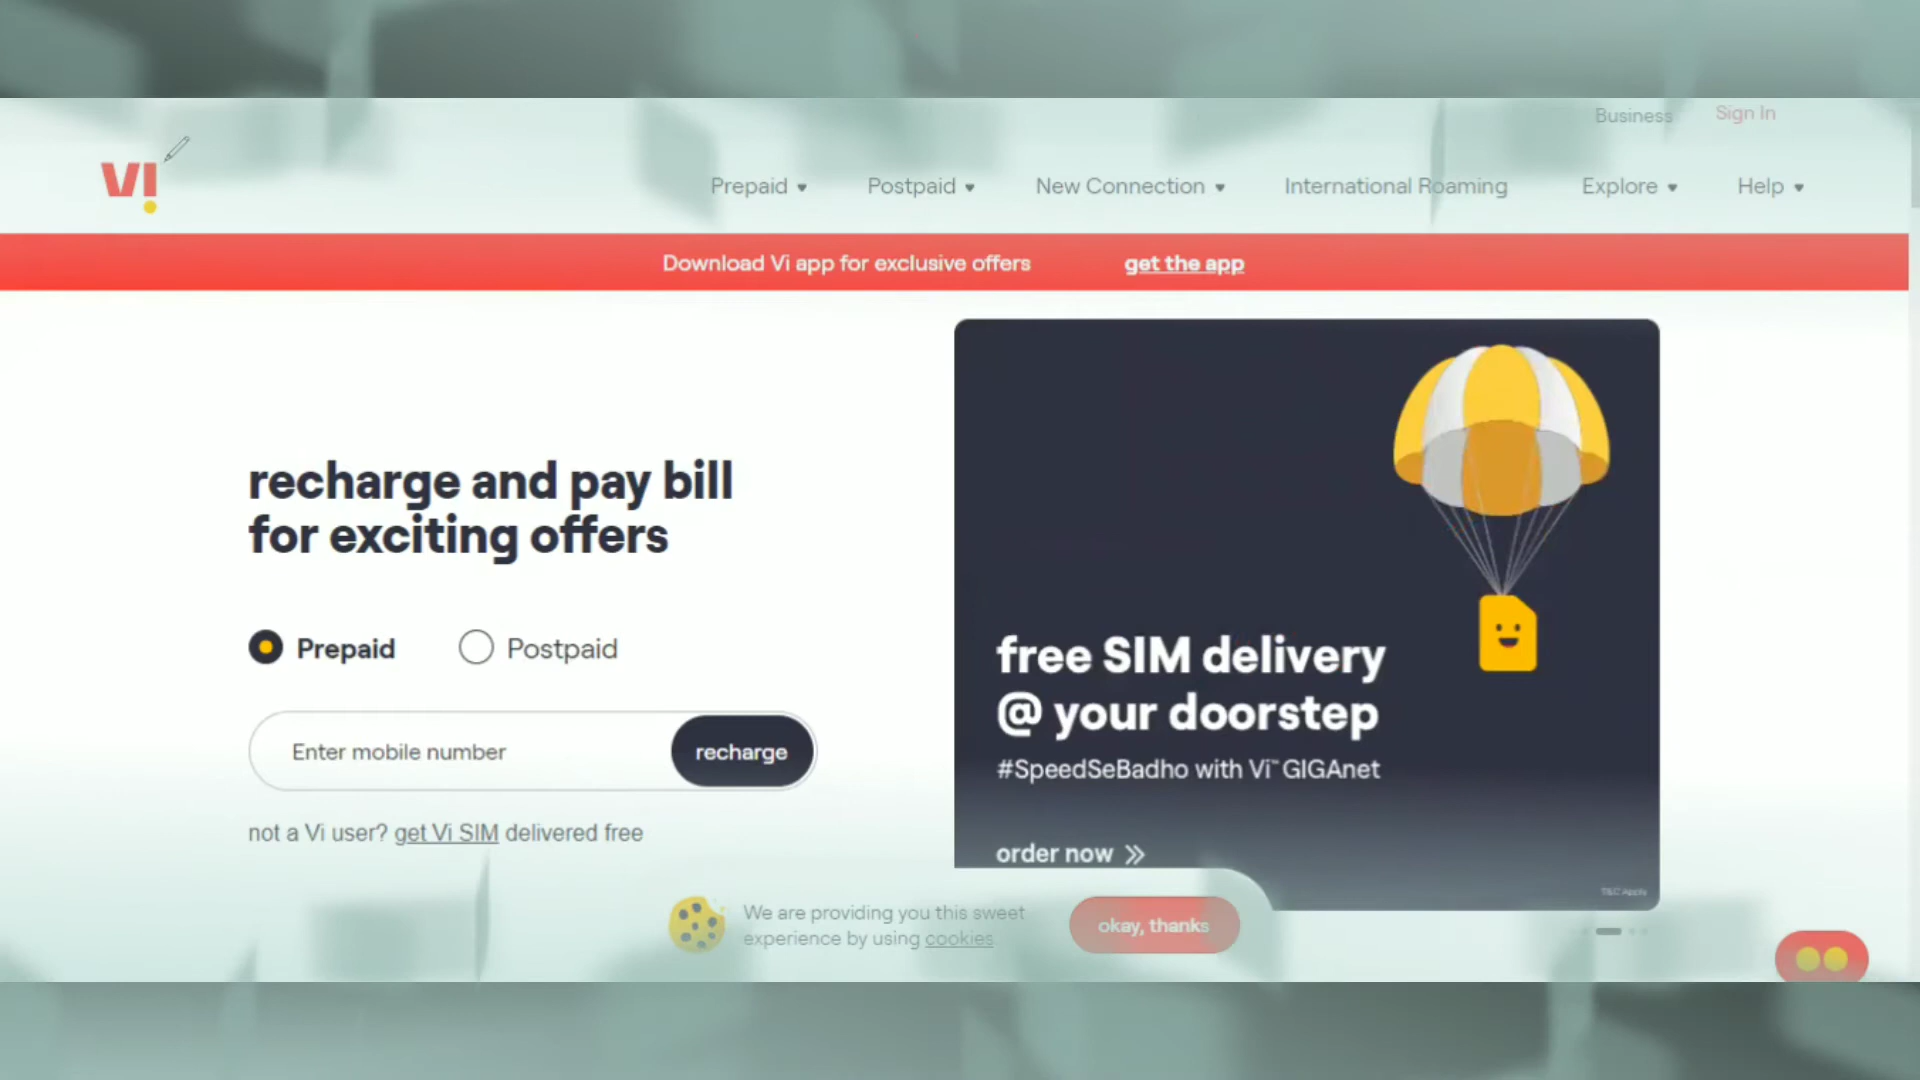 Business Sign In
Vi
Prepaid Postpaid New Connection International Roaming Explore Help
Download Vi app for exclusive offers get the app
recharge and pay bill
for exciting offers
Prepaid Postpaid
Enter mobile number recharge
not a Vi user? get Vi SIM delivered free
free SIM delivery
@ your doorstep
#SpeedSeBadho with Vi™ GIGAnet
order now
T&C Apply
We are providing you this sweet
experience by using cookies
okay, thanks